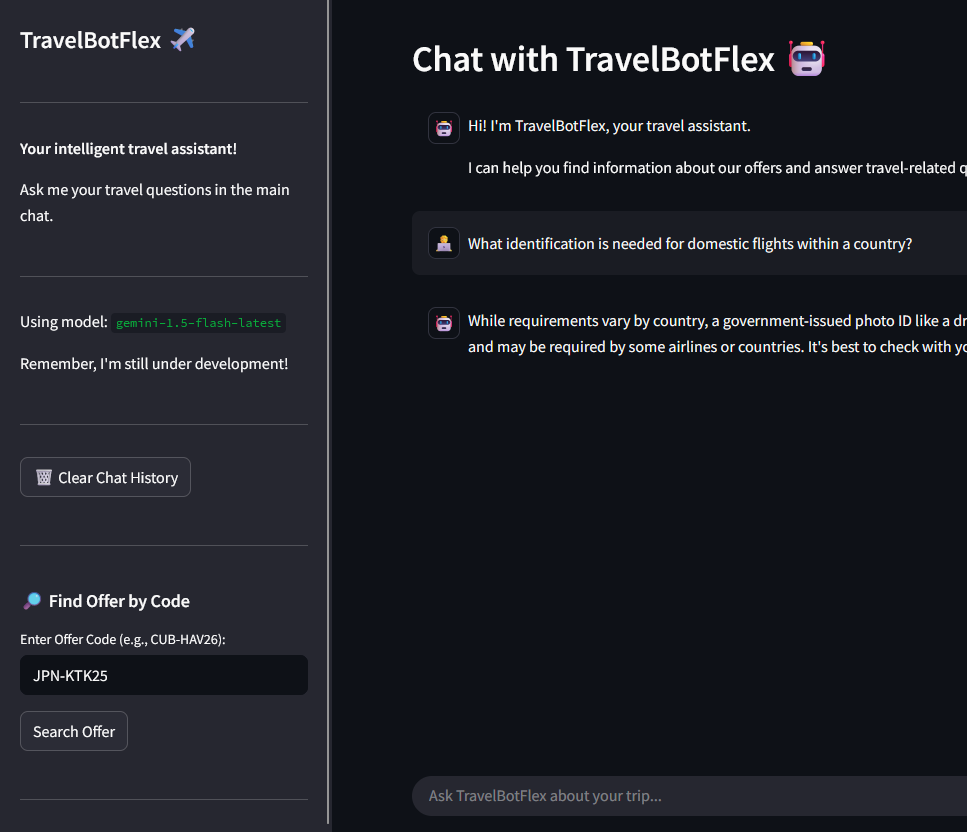 TravelBotFlex
Your intelligent travel assistant!
Ask me your travel questions in the main
chat.
Using model: gemini-1.5-flash-latest
Remember, I'm still under development!
Clear Chat History
Find Offer by Code
Enter Offer Code (e.g., CUB-HAV26):
JPN-KTK25
Search Offer
Chat with TravelBotFlex
Hi! I'm TravelBotFlex, your travel assistant.
I can help you find information about our offers and answer travel-related
What identification is needed for domestic flights within a country?
While requirements vary by country, a government-issued photo ID like a
and may be required by some airlines or countries. It's best to check with
Ask TravelBotFlex about your trip...